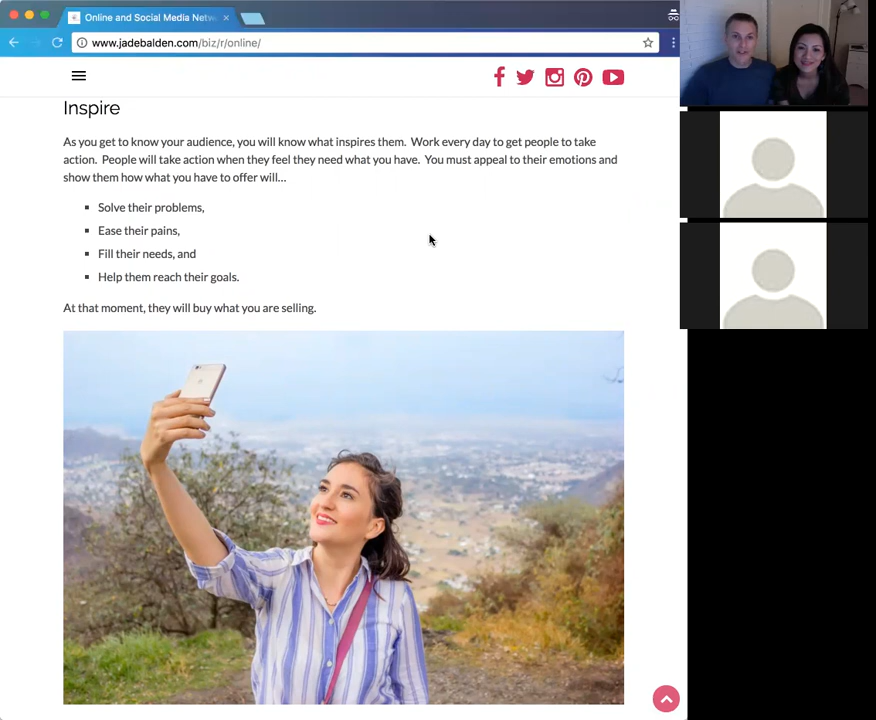 Online and Social Media Netw
www.jadebalden.com/biz/r/online/
Inspire
As you get to know your audience, you will know what inspires them.  Work every day to get people to take
action.  People will take action when they feel they need what you have.  You must appeal to their emotions and
show them how what you have to offer will...
Solve their problems,
Ease their pains,
Fill their needs, and
Help them reach their goals.
At that moment, they will buy what you are selling.